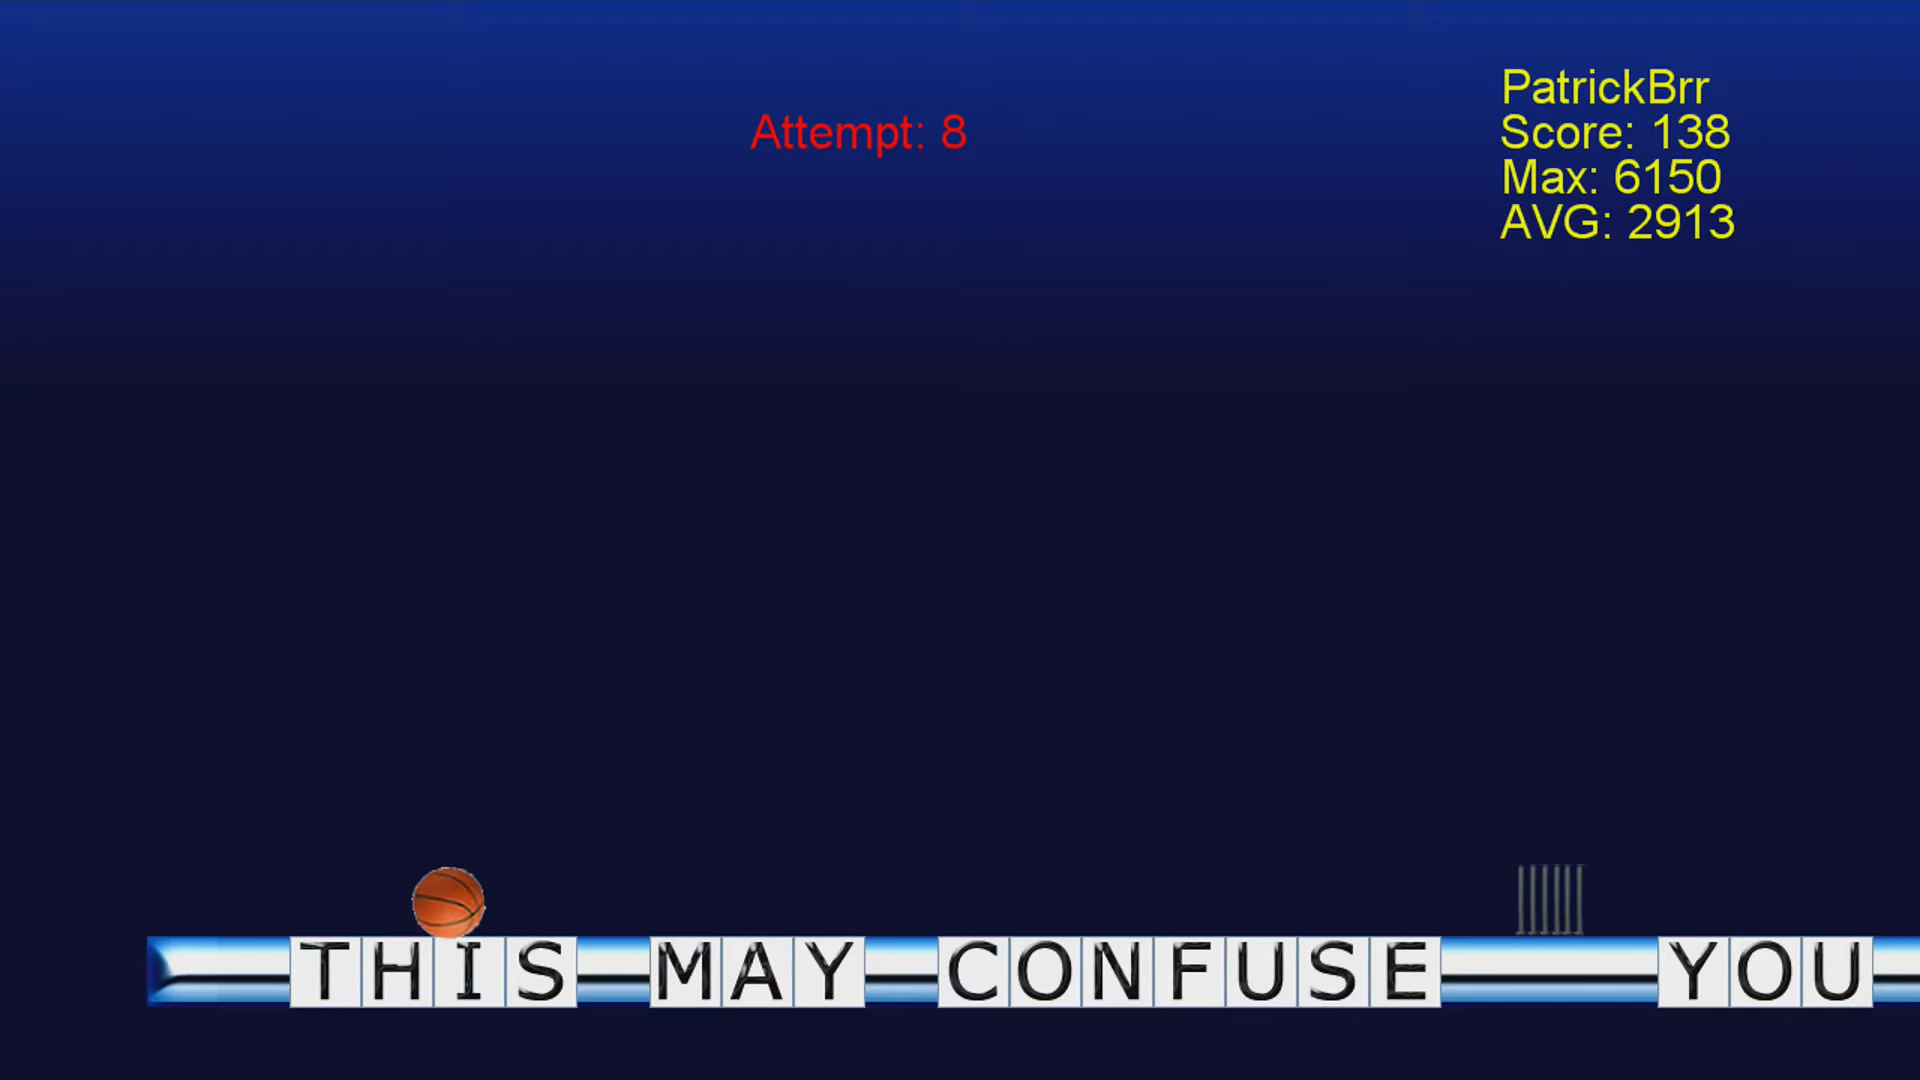 PatrickBrr
Attempt: 8
Score: 138
Max: 6150
AVG: 2913
THIS MAY CONFUSE YOU